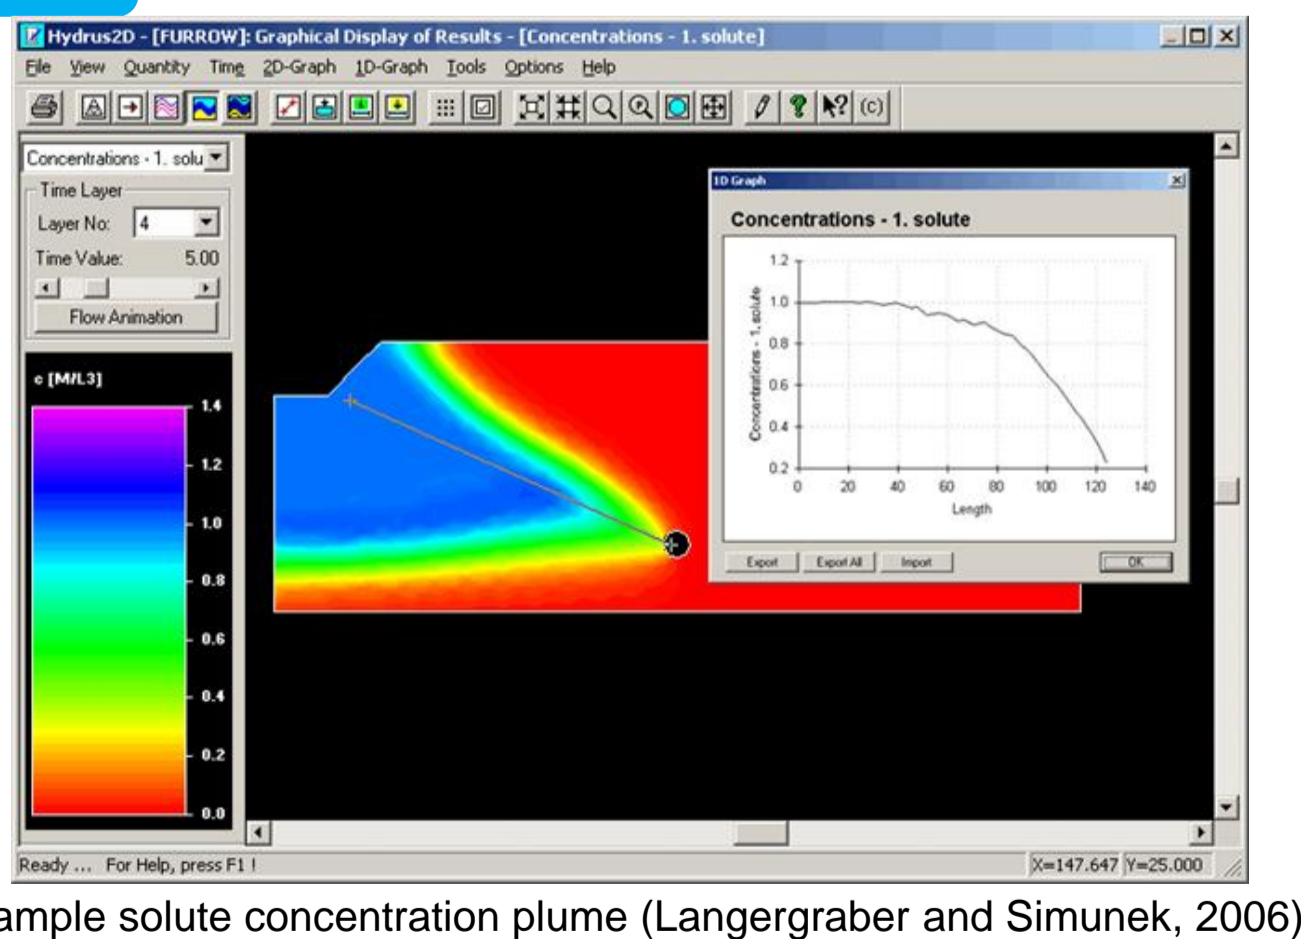 Hydrus2D - [FURROW]: Graphical Display of Results - [Concentrations - 1. solute]
File View Quantity Time 2D-Graph 1D-Graph Tools Options Help
(c)
Concentrations - 1. solu
Time Layer
Layer No: 4
Time Value: 5.00
Flow Animation
c [M/L3]
1.4
1.2
1.0
0.8
0.6
0.4
0.2
0.0
1D Graph
Concentrations - 1. solute
Concentrations - 1. solute
1.2
1.0
0.8
0.6
0.4
0.2
0 20 40 60 80 100 120 140
Length
Export Export All Import OK
Ready ... For Help, press F1 !
X=147.647 Y=25.000
ample solute concentration plume (Langergraber and Simunek, 2006)